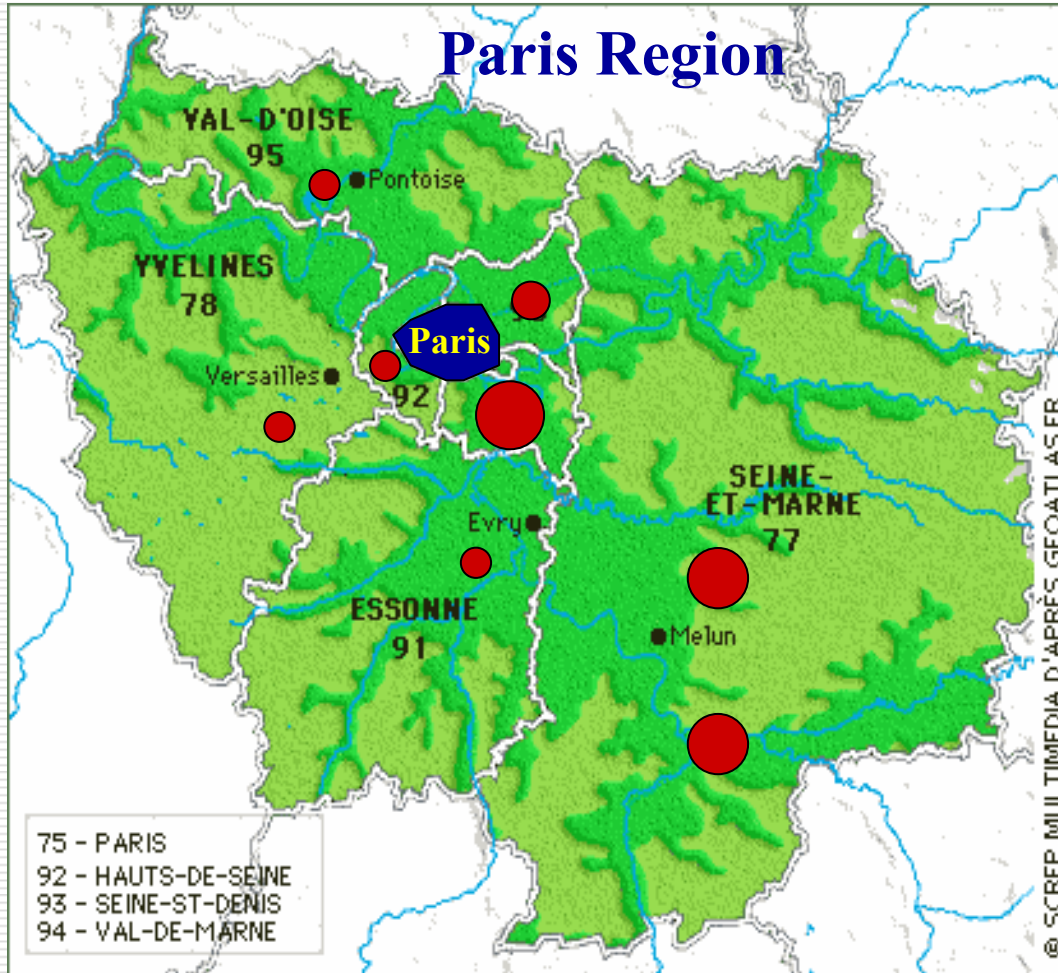 Paris Region
VAL-D'OISE
95
Pontoise
YVELINES
78
Paris
Versailles
92
SEINE-
ET-MARNE
77
Evry
ESSONNE
91
Melun
75 - PARIS
92 - HAUTS-DE-SEINE
93 - SEINE-ST-DENIS
94 - VAL-DE-MARNE
© SCREP MULTIMEDIA D'APRÈS GEOATLAS.FR